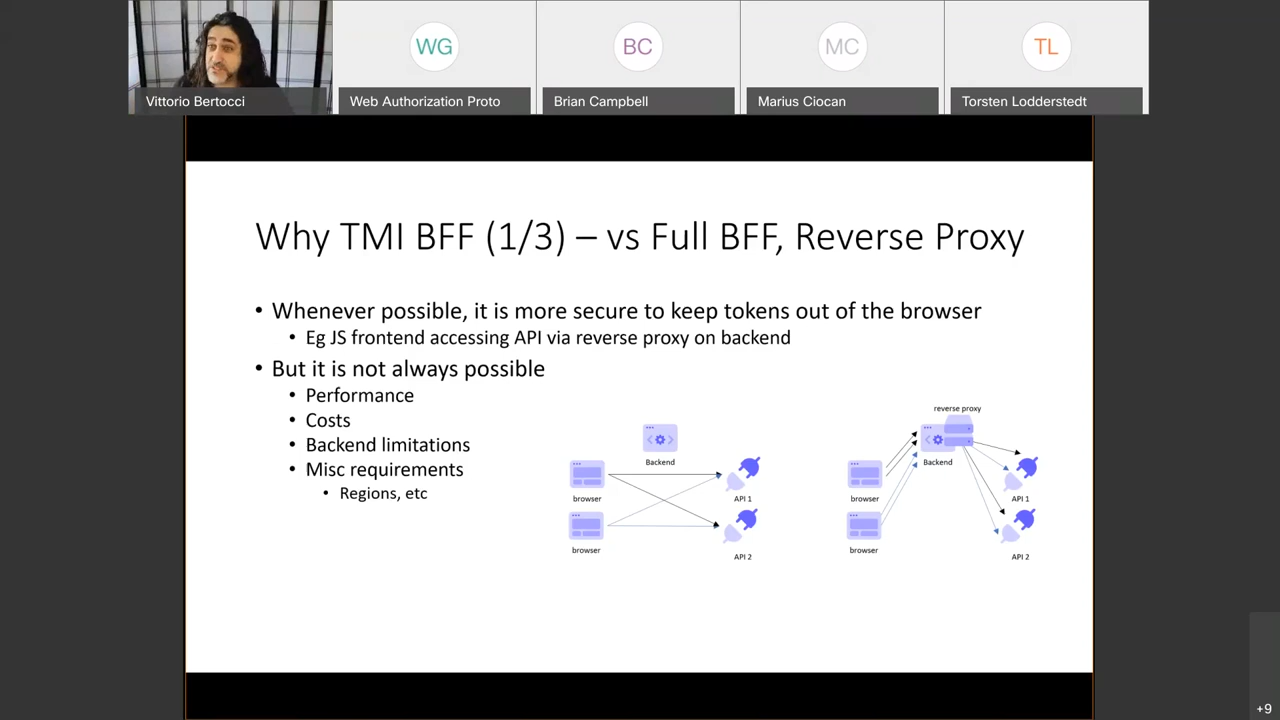 WG
BC
MC
TL
Vittorio Bertocci
Web Authorization Proto
Brian Campbell
Marius Ciocan
Torsten Lodderstedt
Why TMI BFF (1/3) – vs Full BFF, Reverse Proxy
• Whenever possible, it is more secure to keep tokens out of the browser
• Eg JS frontend accessing API via reverse proxy on backend
• But it is not always possible
• Performance
• Costs
• Backend limitations
• Misc requirements
• Regions, etc
Backend
browser
API 1
browser
API 2
reverse proxy
Backend
browser
API 1
browser
API 2
+9